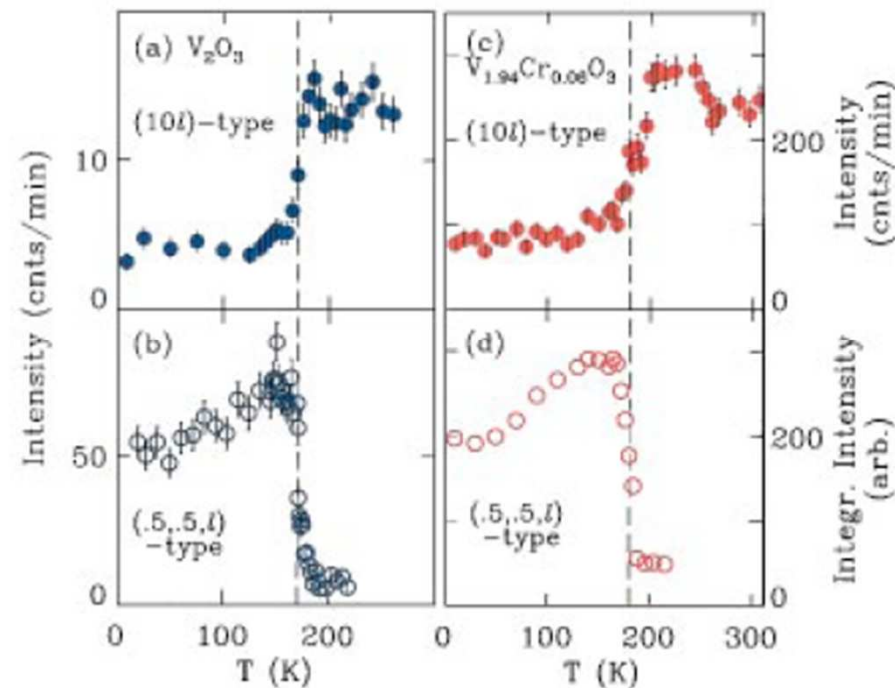 (a) V₂O₃
(10l)-type
10
0
(c)
V₁.₉₄Cr₀.₀₆O₃
(10l)-type
200
0
Intensity
(cnts/min)
Intensity (cnts/min)
(b)
(.5,.5,l)
-type
50
0
(d)
(.5,.5,l)
-type
200
0
Integr. Intensity
(arb.)
0 100 200
T (K)
0 100 200 300
T (K)